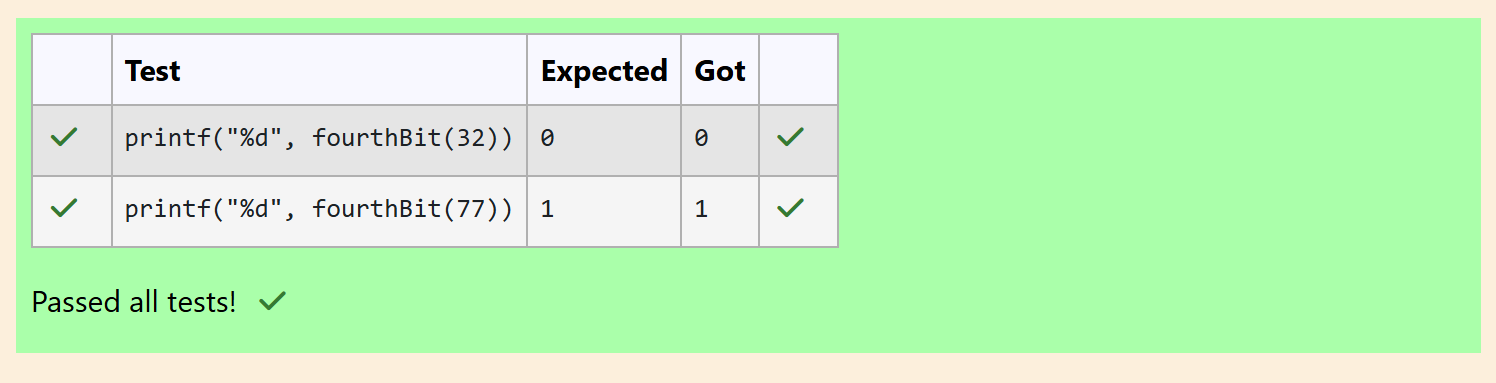 Test Expected Got
printf("%d", fourthBit(32)) 0 0
printf("%d", fourthBit(77)) 1 1
Passed all tests!